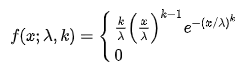 f(x; λ, k) = { k/λ (x/λ)^{k−1} e^{−(x/λ)^k}
0